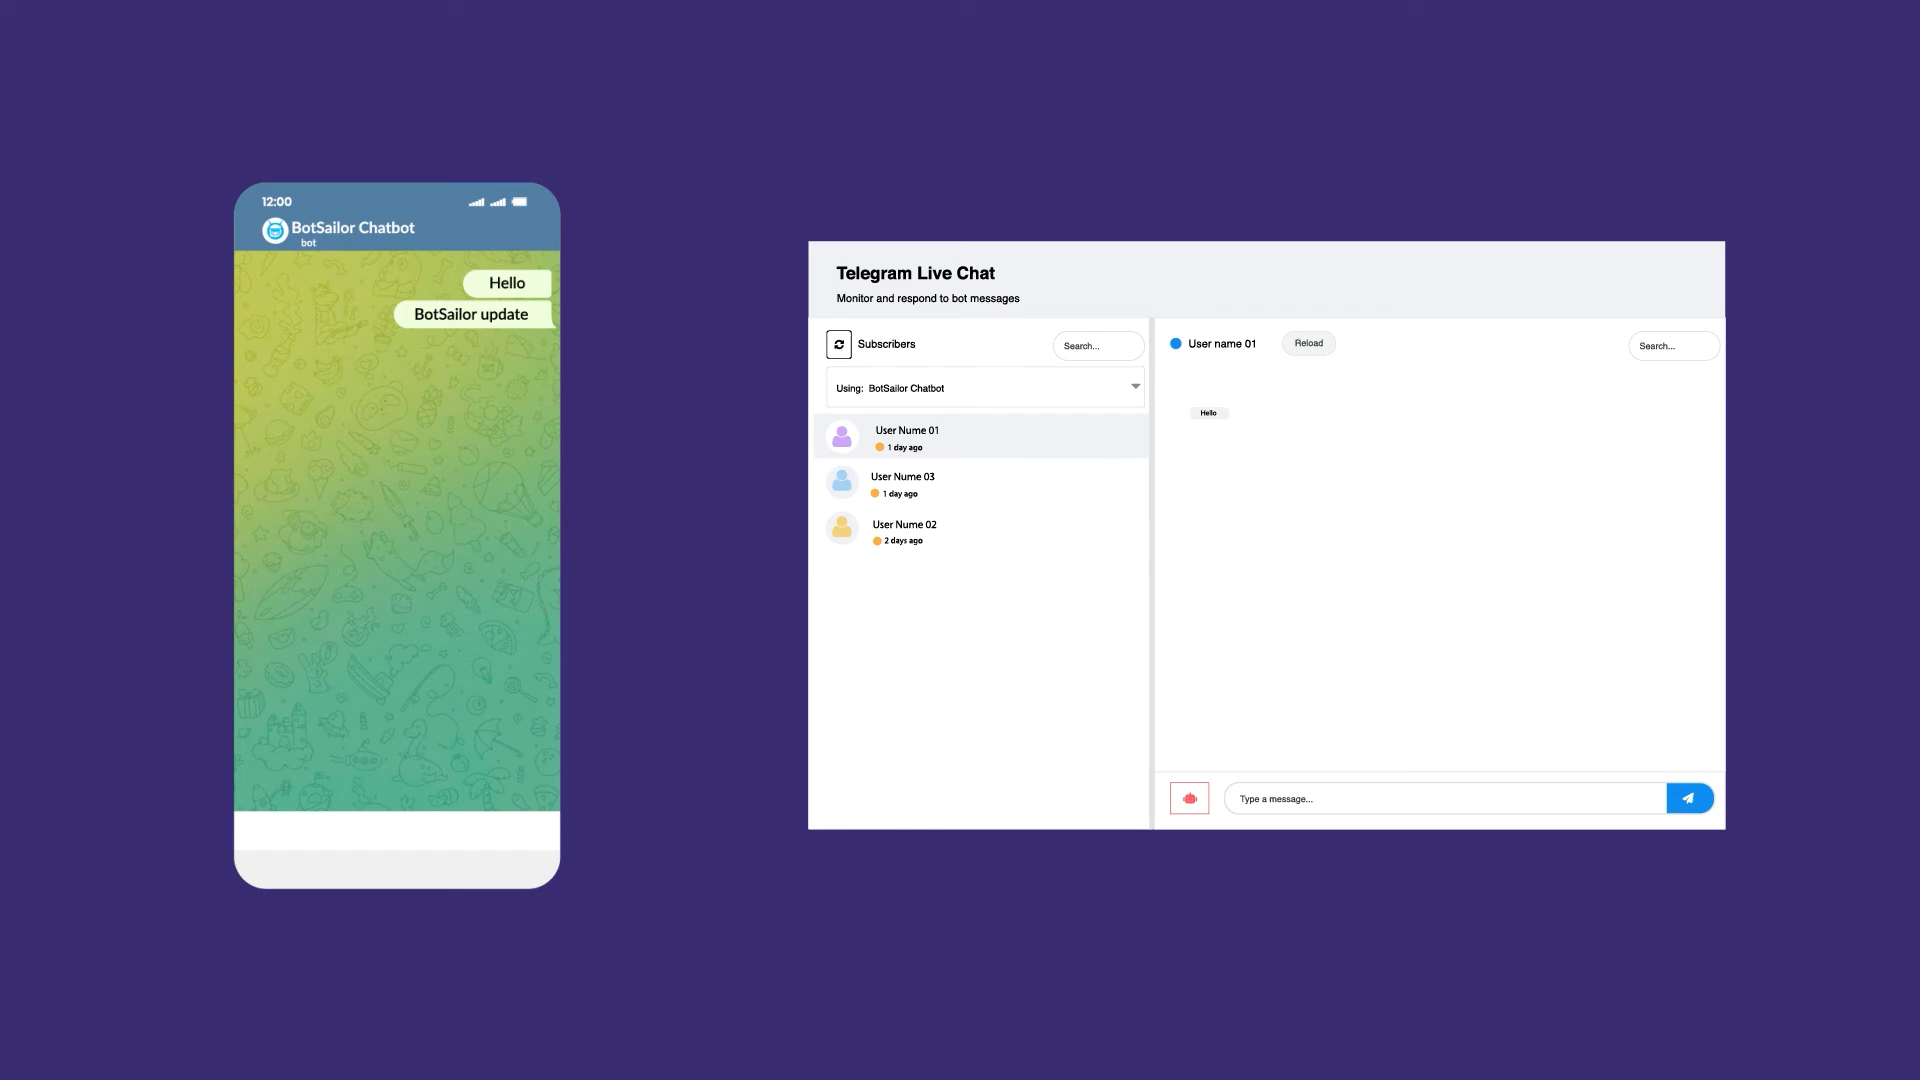 12:00
BotSailor Chatbot
bot
Hello
BotSailor update
Telegram Live Chat
Monitor and respond to bot messages
Subscribers
Search...
Using: BotSailor Chatbot
User Nume 01
1 day ago
User Nume 03
1 day ago
User Nume 02
2 days ago
User name 01
Reload
Search...
Hello
Type a message...